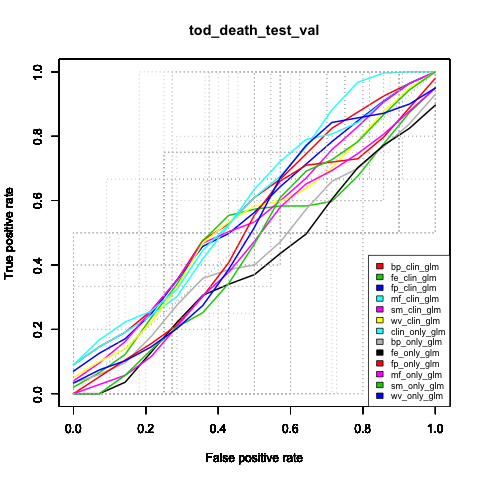 tod_death_test_val
True positive rate
1.0
0.8
0.6
0.4
0.2
0.0
bp_clin_glm
fe_clin_glm
fp_clin_glm
mf_clin_glm
sm_clin_glm
wv_clin_glm
clin_only_glm
bp_only_glm
fe_only_glm
fp_only_glm
mf_only_glm
sm_only_glm
wv_only_glm
0.0 0.2 0.4 0.6 0.8 1.0
False positive rate